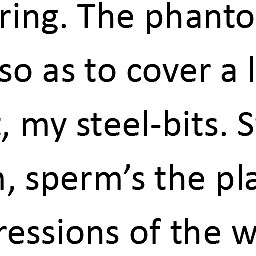 ring. The phanto
so as to cover a l
, my steel-bits. S
, sperm’s the pla
ressions of the w